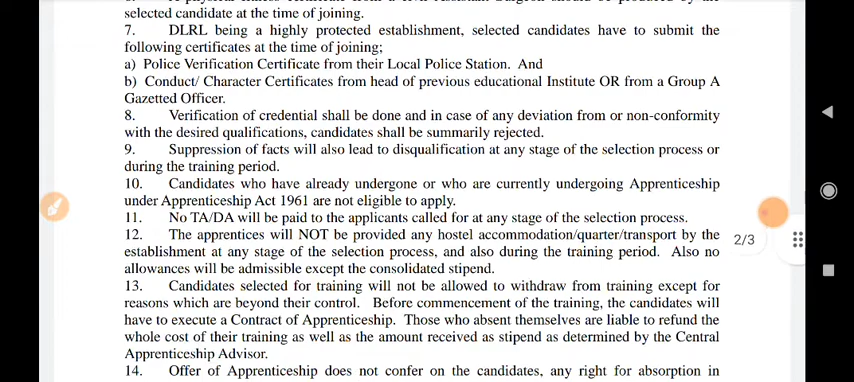 selected candidate at the time of joining.
7. DLRL being a highly protected establishment, selected candidates have to submit the
following certificates at the time of joining;
a) Police Verification Certificate from their Local Police Station. And
b) Conduct/ Character Certificates from head of previous educational Institute OR from a Group A
Gazetted Officer.
8. Verification of credential shall be done and in case of any deviation from or non-conformity
with the desired qualifications, candidates shall be summarily rejected.
9. Suppression of facts will also lead to disqualification at any stage of the selection process or
during the training period.
10. Candidates who have already undergone or who are currently undergoing Apprenticeship
under Apprenticeship Act 1961 are not eligible to apply.
11. No TA/DA will be paid to the applicants called for at any stage of the selection process.
12. The apprentices will NOT be provided any hostel accommodation/quarter/transport by the
2/3
establishment at any stage of the selection process, and also during the training period. Also no
allowances will be admissible except the consolidated stipend.
13. Candidates selected for training will not be allowed to withdraw from training except for
reasons which are beyond their control. Before commencement of the training, the candidates will
have to execute a Contract of Apprenticeship. Those who absent themselves are liable to refund the
whole cost of their training as well as the amount received as stipend as determined by the Central
Apprenticeship Advisor.
14. Offer of Apprenticeship does not confer on the candidates, any right for absorption in